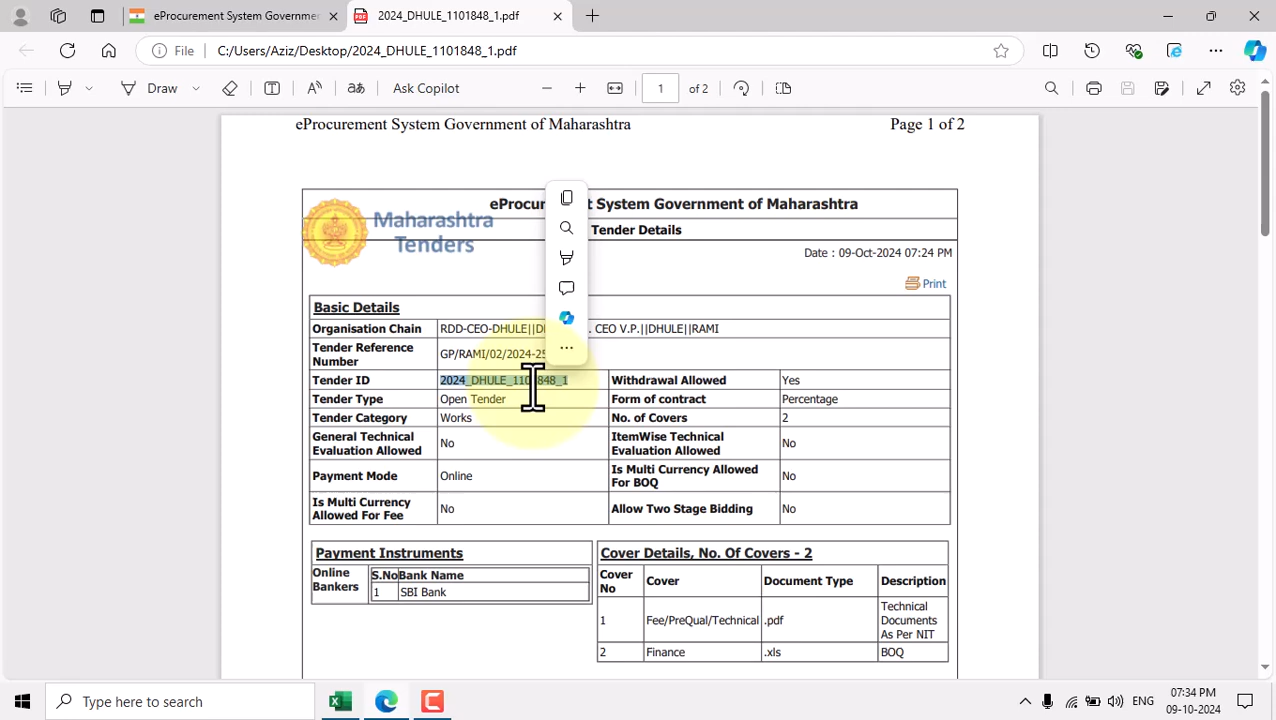 eProcurement System Governme
2024_DHULE_1101848_1.pdf
File
C:/Users/Aziz/Desktop/2024_DHULE_1101848_1.pdf
Draw
Ask Copilot
1 of 2
eProcurement System Government of Maharashtra
Page 1 of 2
eProcu System Government of Maharashtra
Maharashtra
Tenders
Tender Details
Date : 09-Oct-2024 07:24 PM
Print
Basic Details
Organisation Chain RDD-CEO-DHULE||D . CEO V.P.||DHULE||RAMI
Tender Reference
Number
GP/RAMI/02/2024-25
Tender ID 2024_DHULE_1101848_1 Withdrawal Allowed Yes
Tender Type Open Tender Form of contract Percentage
Tender Category Works No. of Covers 2
General Technical
Evaluation Allowed
No
ItemWise Technical
Evaluation Allowed
No
Payment Mode Online
Is Multi Currency Allowed
For BOQ
No
Is Multi Currency
Allowed For Fee
No
Allow Two Stage Bidding No
Payment Instruments
Online
Bankers
S.No Bank Name
1 SBI Bank
Cover Details, No. Of Covers - 2
Cover
No
Cover Document Type Description
1 Fee/PreQual/Technical .pdf
Technical
Documents
As Per NIT
2 Finance .xls BOQ
Type here to search
ENG
07:34 PM
09-10-2024